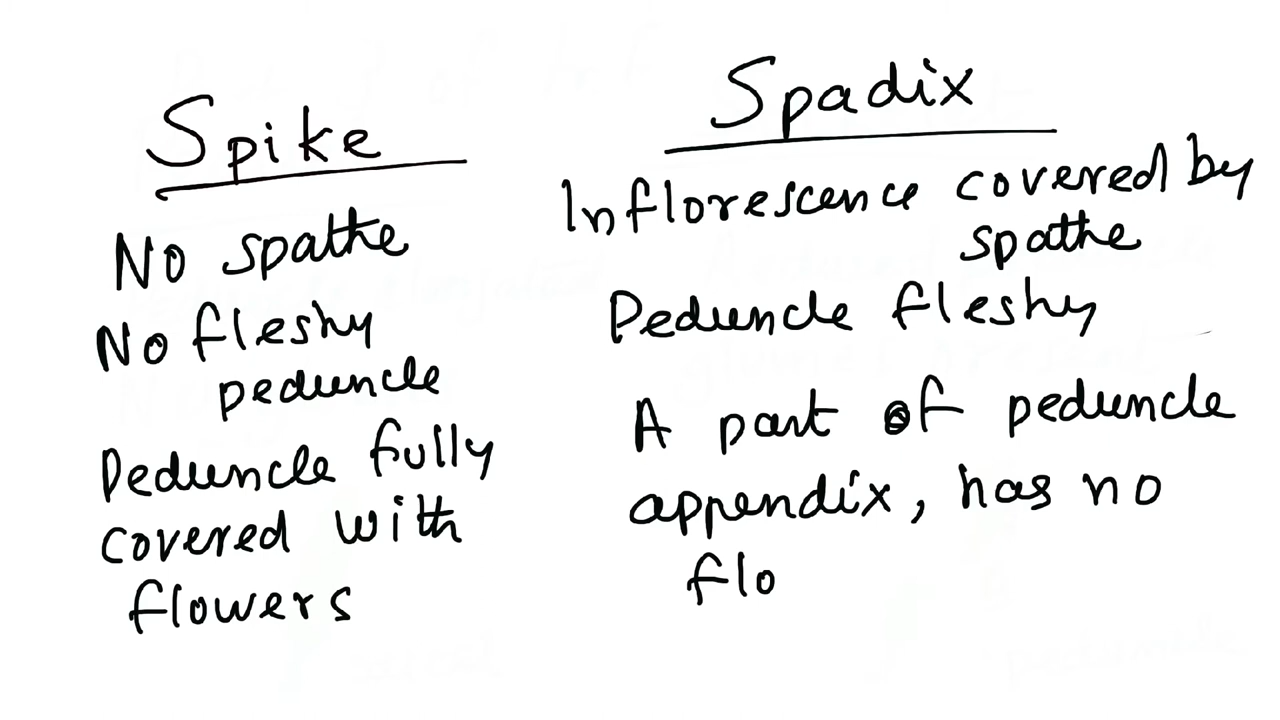 Spike
No spathe
No fleshy
peduncle
Peduncle fully
covered with
flowers
Spadix
Inflorescence covered by
spathe
Peduncle fleshy
A part of peduncle
appendix, has no
flo